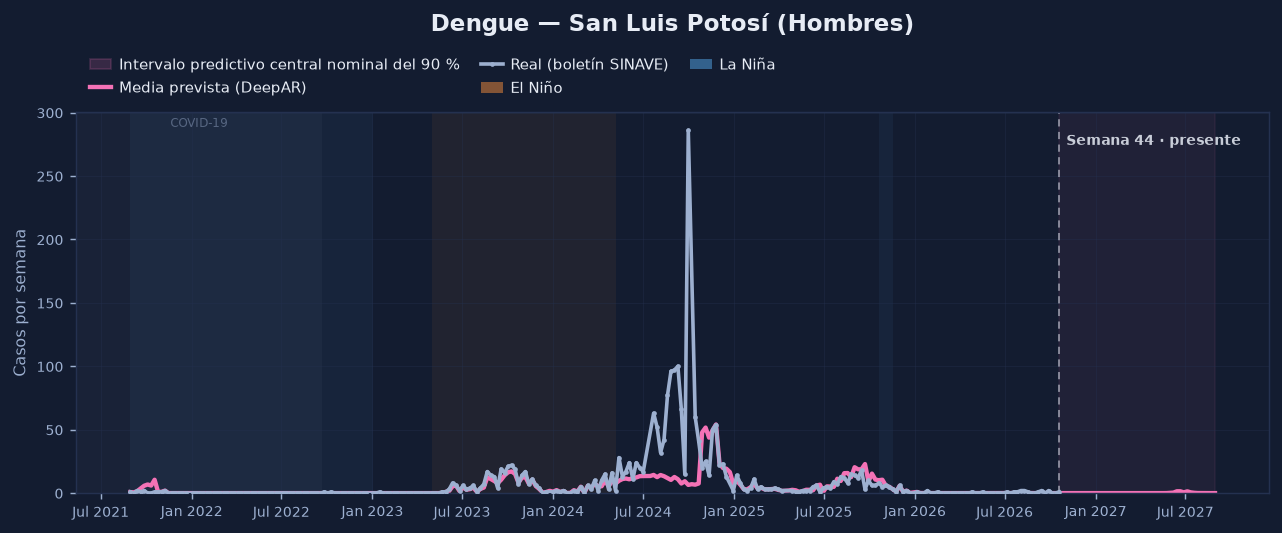 Dengue — San Luis Potosí (Hombres)
Intervalo predictivo central nominal del 90 %
Real (boletín SINAVE)
La Niña
Media prevista (DeepAR)
El Niño
COVID-19
Semana 44 · presente
Casos por semana
300
250
200
150
100
50
0
Jul 2021 Jan 2022 Jul 2022 Jan 2023 Jul 2023 Jan 2024 Jul 2024 Jan 2025 Jul 2025 Jan 2026 Jul 2026 Jan 2027 Jul 2027